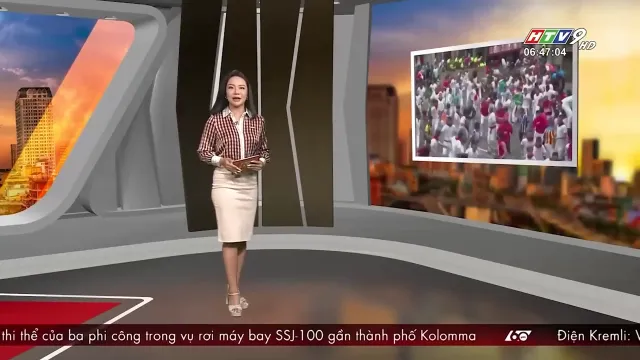 HTV9 HD
06:47:04
thi thể của ba phi công trong vụ rơi máy bay SSJ-100 gần thành phố Kolomma 60 Điện Kremli: V